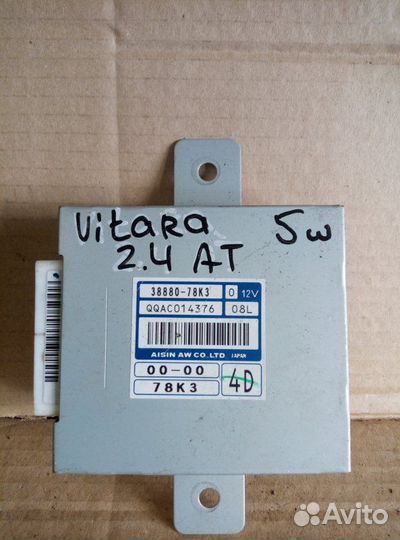 Vitara 5w
2.4 AT
38880-78K3 0 12V
QQAC014376 08L
AISIN AW CO.,LTD JAPAN
00-00
78K3 4D
Avito